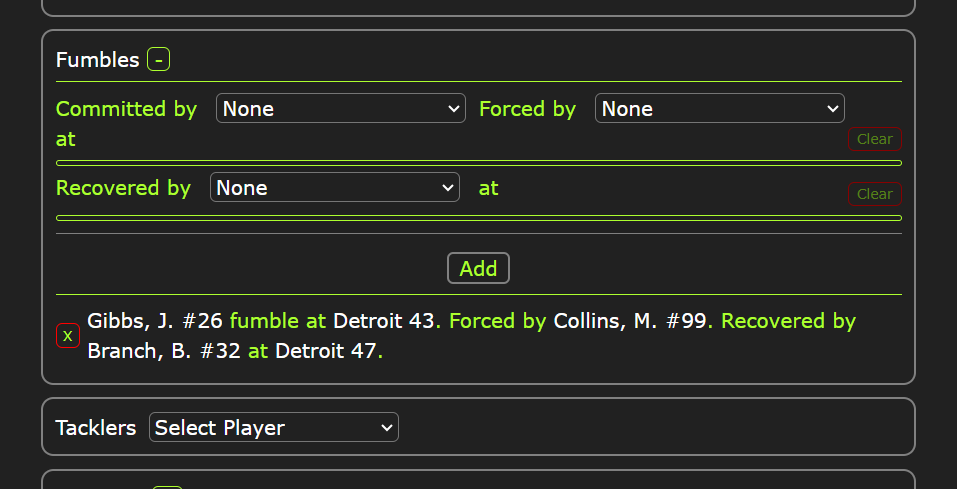 Fumbles -
Committed by None Forced by None
at Clear
Recovered by None at Clear
Add
x Gibbs, J. #26 fumble at Detroit 43. Forced by Collins, M. #99. Recovered by
Branch, B. #32 at Detroit 47.
Tacklers Select Player